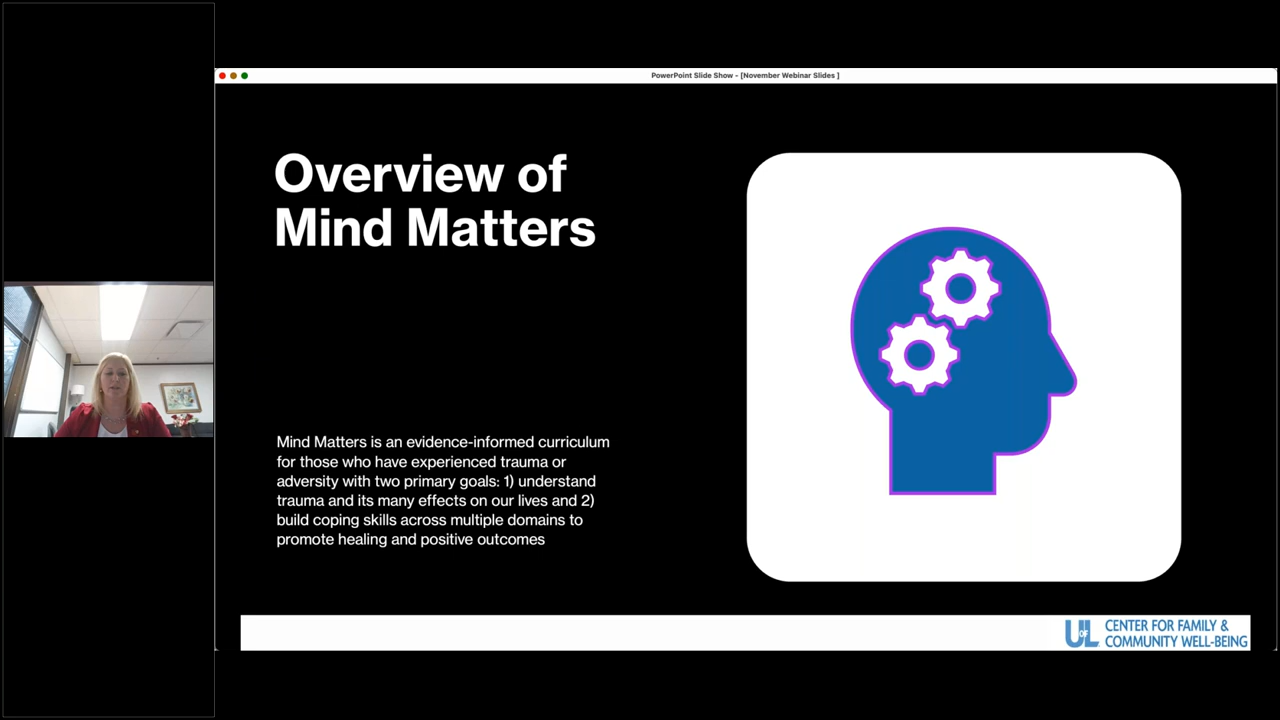 PowerPoint Slide Show - [November Webinar Slides ]
Overview of
Mind Matters
Mind Matters is an evidence-informed curriculum
for those who have experienced trauma or
adversity with two primary goals: 1) understand
trauma and its many effects on our lives and 2)
build coping skills across multiple domains to
promote healing and positive outcomes
UofL
CENTER FOR FAMILY &
COMMUNITY WELL-BEING